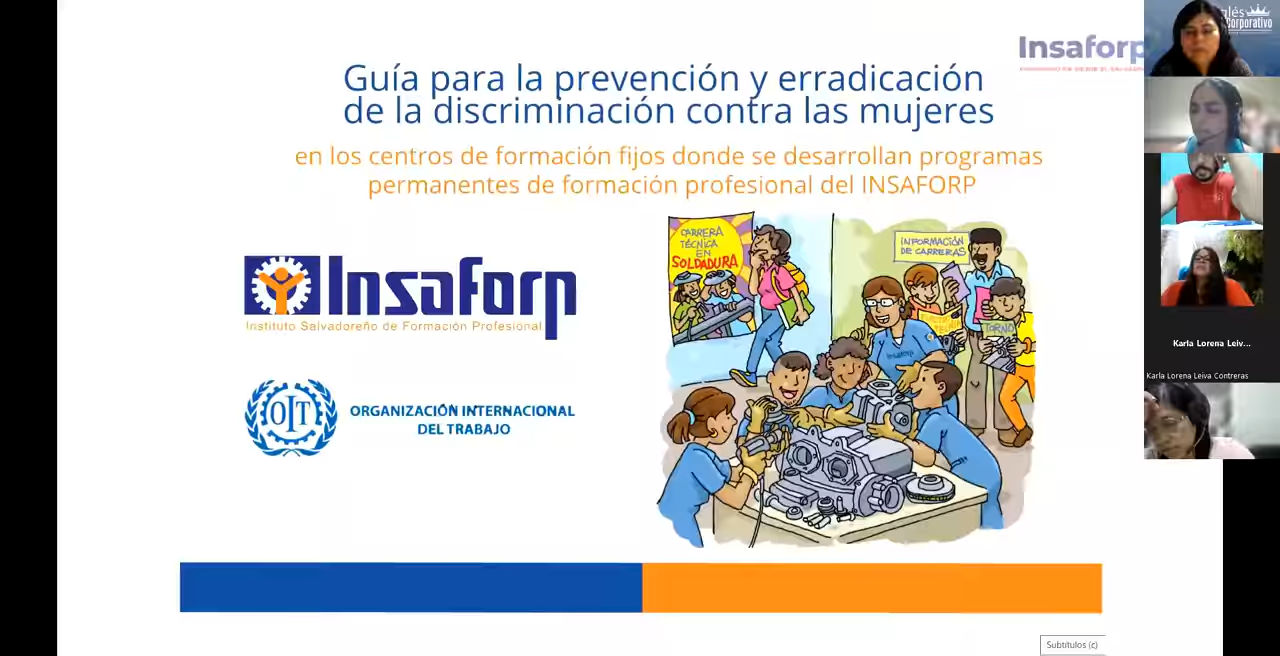 Insaforp
Guía para la prevención y erradicación
de la discriminación contra las mujeres
en los centros de formación fijos donde se desarrollan programas
permanentes de formación profesional del INSAFORP
Insaforp
Instituto Salvadoreño de Formación Profesional
OIT
ORGANIZACIÓN INTERNACIONAL
DEL TRABAJO
CARRERA
TÉCNICA
EN
SOLDADURA
INFORMACIÓN
DE CARRERAS
TORNO
Insaforp
Corporativo
Karla Lorena Leiv...
Karla Lorena Leiva Contreras
Subtítulos (c)